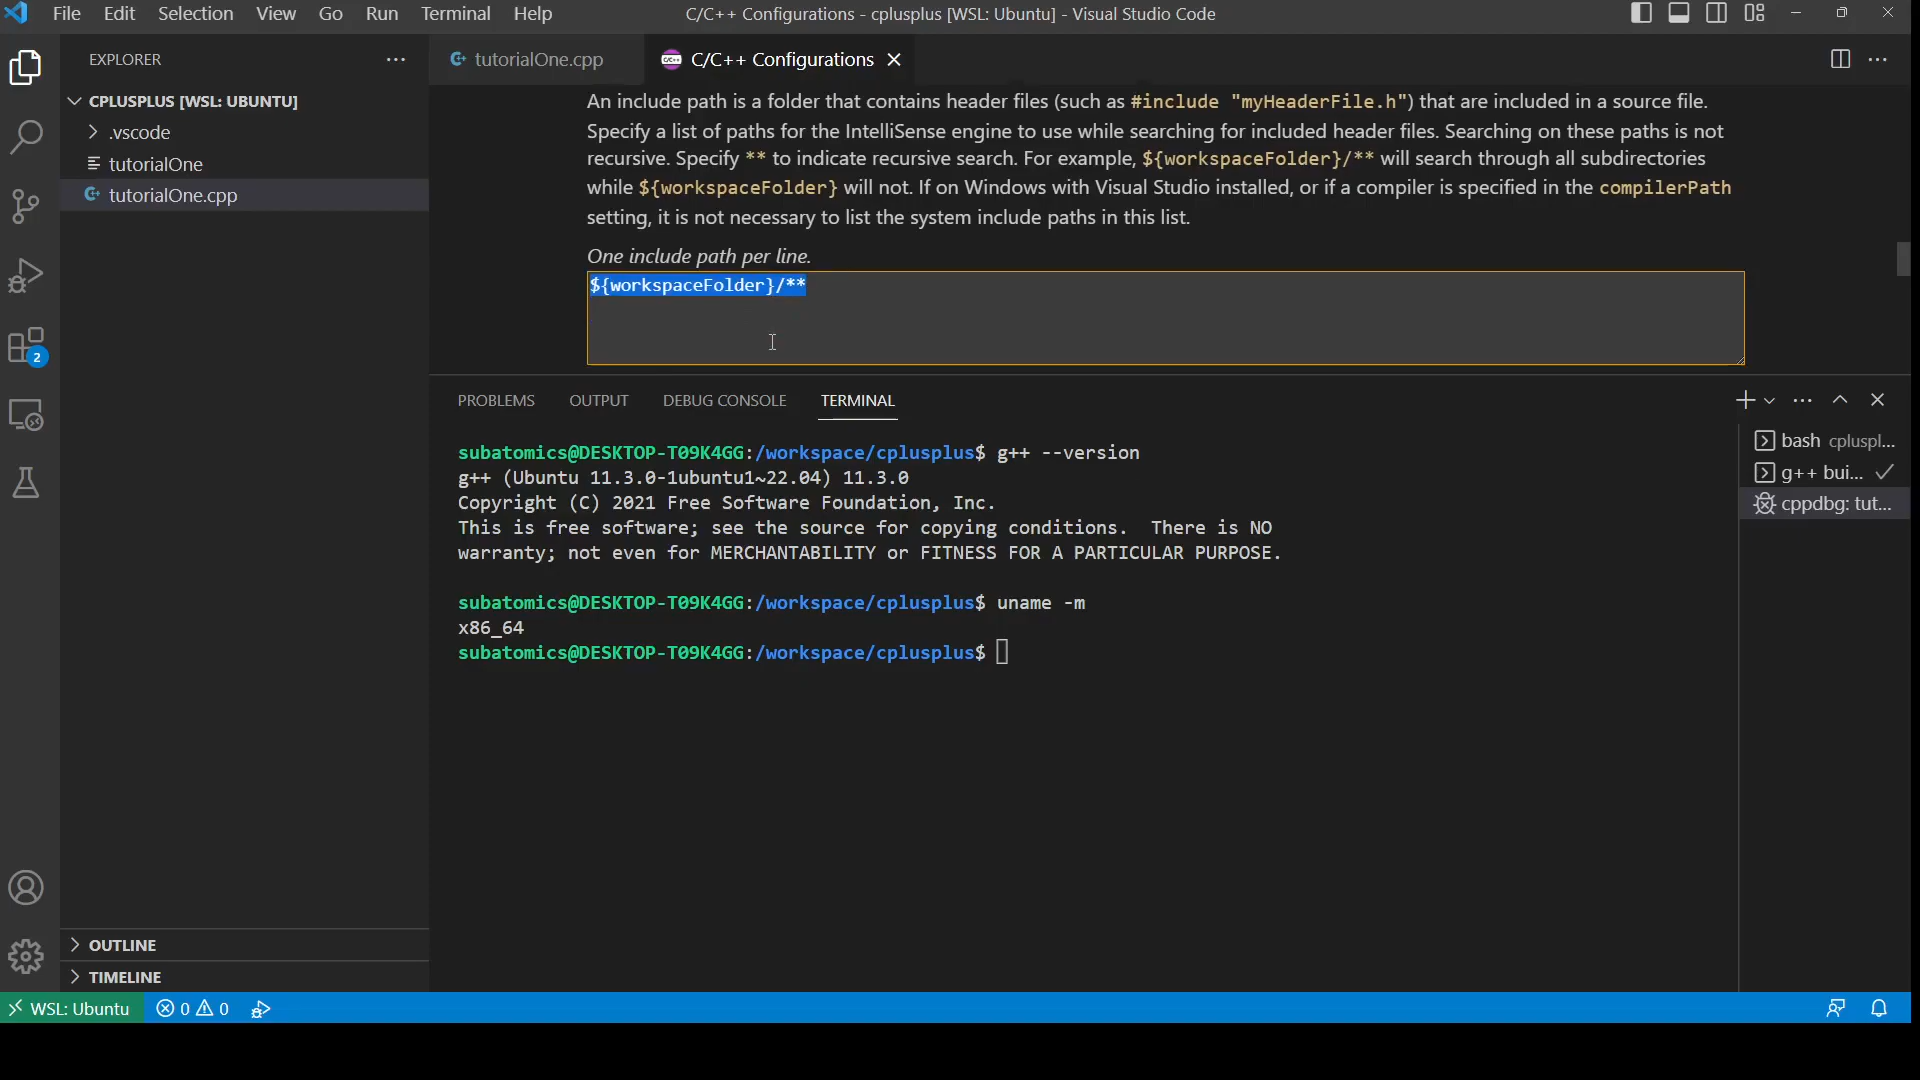 File Edit Selection View Go Run Terminal Help
C/C++ Configurations - cplusplus [WSL: Ubuntu] - Visual Studio Code
EXPLORER
CPLUSPLUS [WSL: UBUNTU]
.vscode
tutorialOne
tutorialOne.cpp
2
OUTLINE
TIMELINE
tutorialOne.cpp
C/C++ C/C++ Configurations
An include path is a folder that contains header files (such as #include "myHeaderFile.h") that are included in a source file.
Specify a list of paths for the IntelliSense engine to use while searching for included header files. Searching on these paths is not
recursive. Specify ** to indicate recursive search. For example, ${workspaceFolder}/** will search through all subdirectories
while ${workspaceFolder} will not. If on Windows with Visual Studio installed, or if a compiler is specified in the compilerPath
setting, it is not necessary to list the system include paths in this list.
One include path per line.
${workspaceFolder}/**
PROBLEMS OUTPUT DEBUG CONSOLE TERMINAL
subatomics@DESKTOP-T09K4GG:/workspace/cplusplus$ g++ --version
g++ (Ubuntu 11.3.0-1ubuntu1~22.04) 11.3.0
Copyright (C) 2021 Free Software Foundation, Inc.
This is free software; see the source for copying conditions. There is NO
warranty; not even for MERCHANTABILITY or FITNESS FOR A PARTICULAR PURPOSE.
subatomics@DESKTOP-T09K4GG:/workspace/cplusplus$ uname -m
x86_64
subatomics@DESKTOP-T09K4GG:/workspace/cplusplus$
bash cpluspl...
g++ bui...
cppdbg: tut...
WSL: Ubuntu 0 0